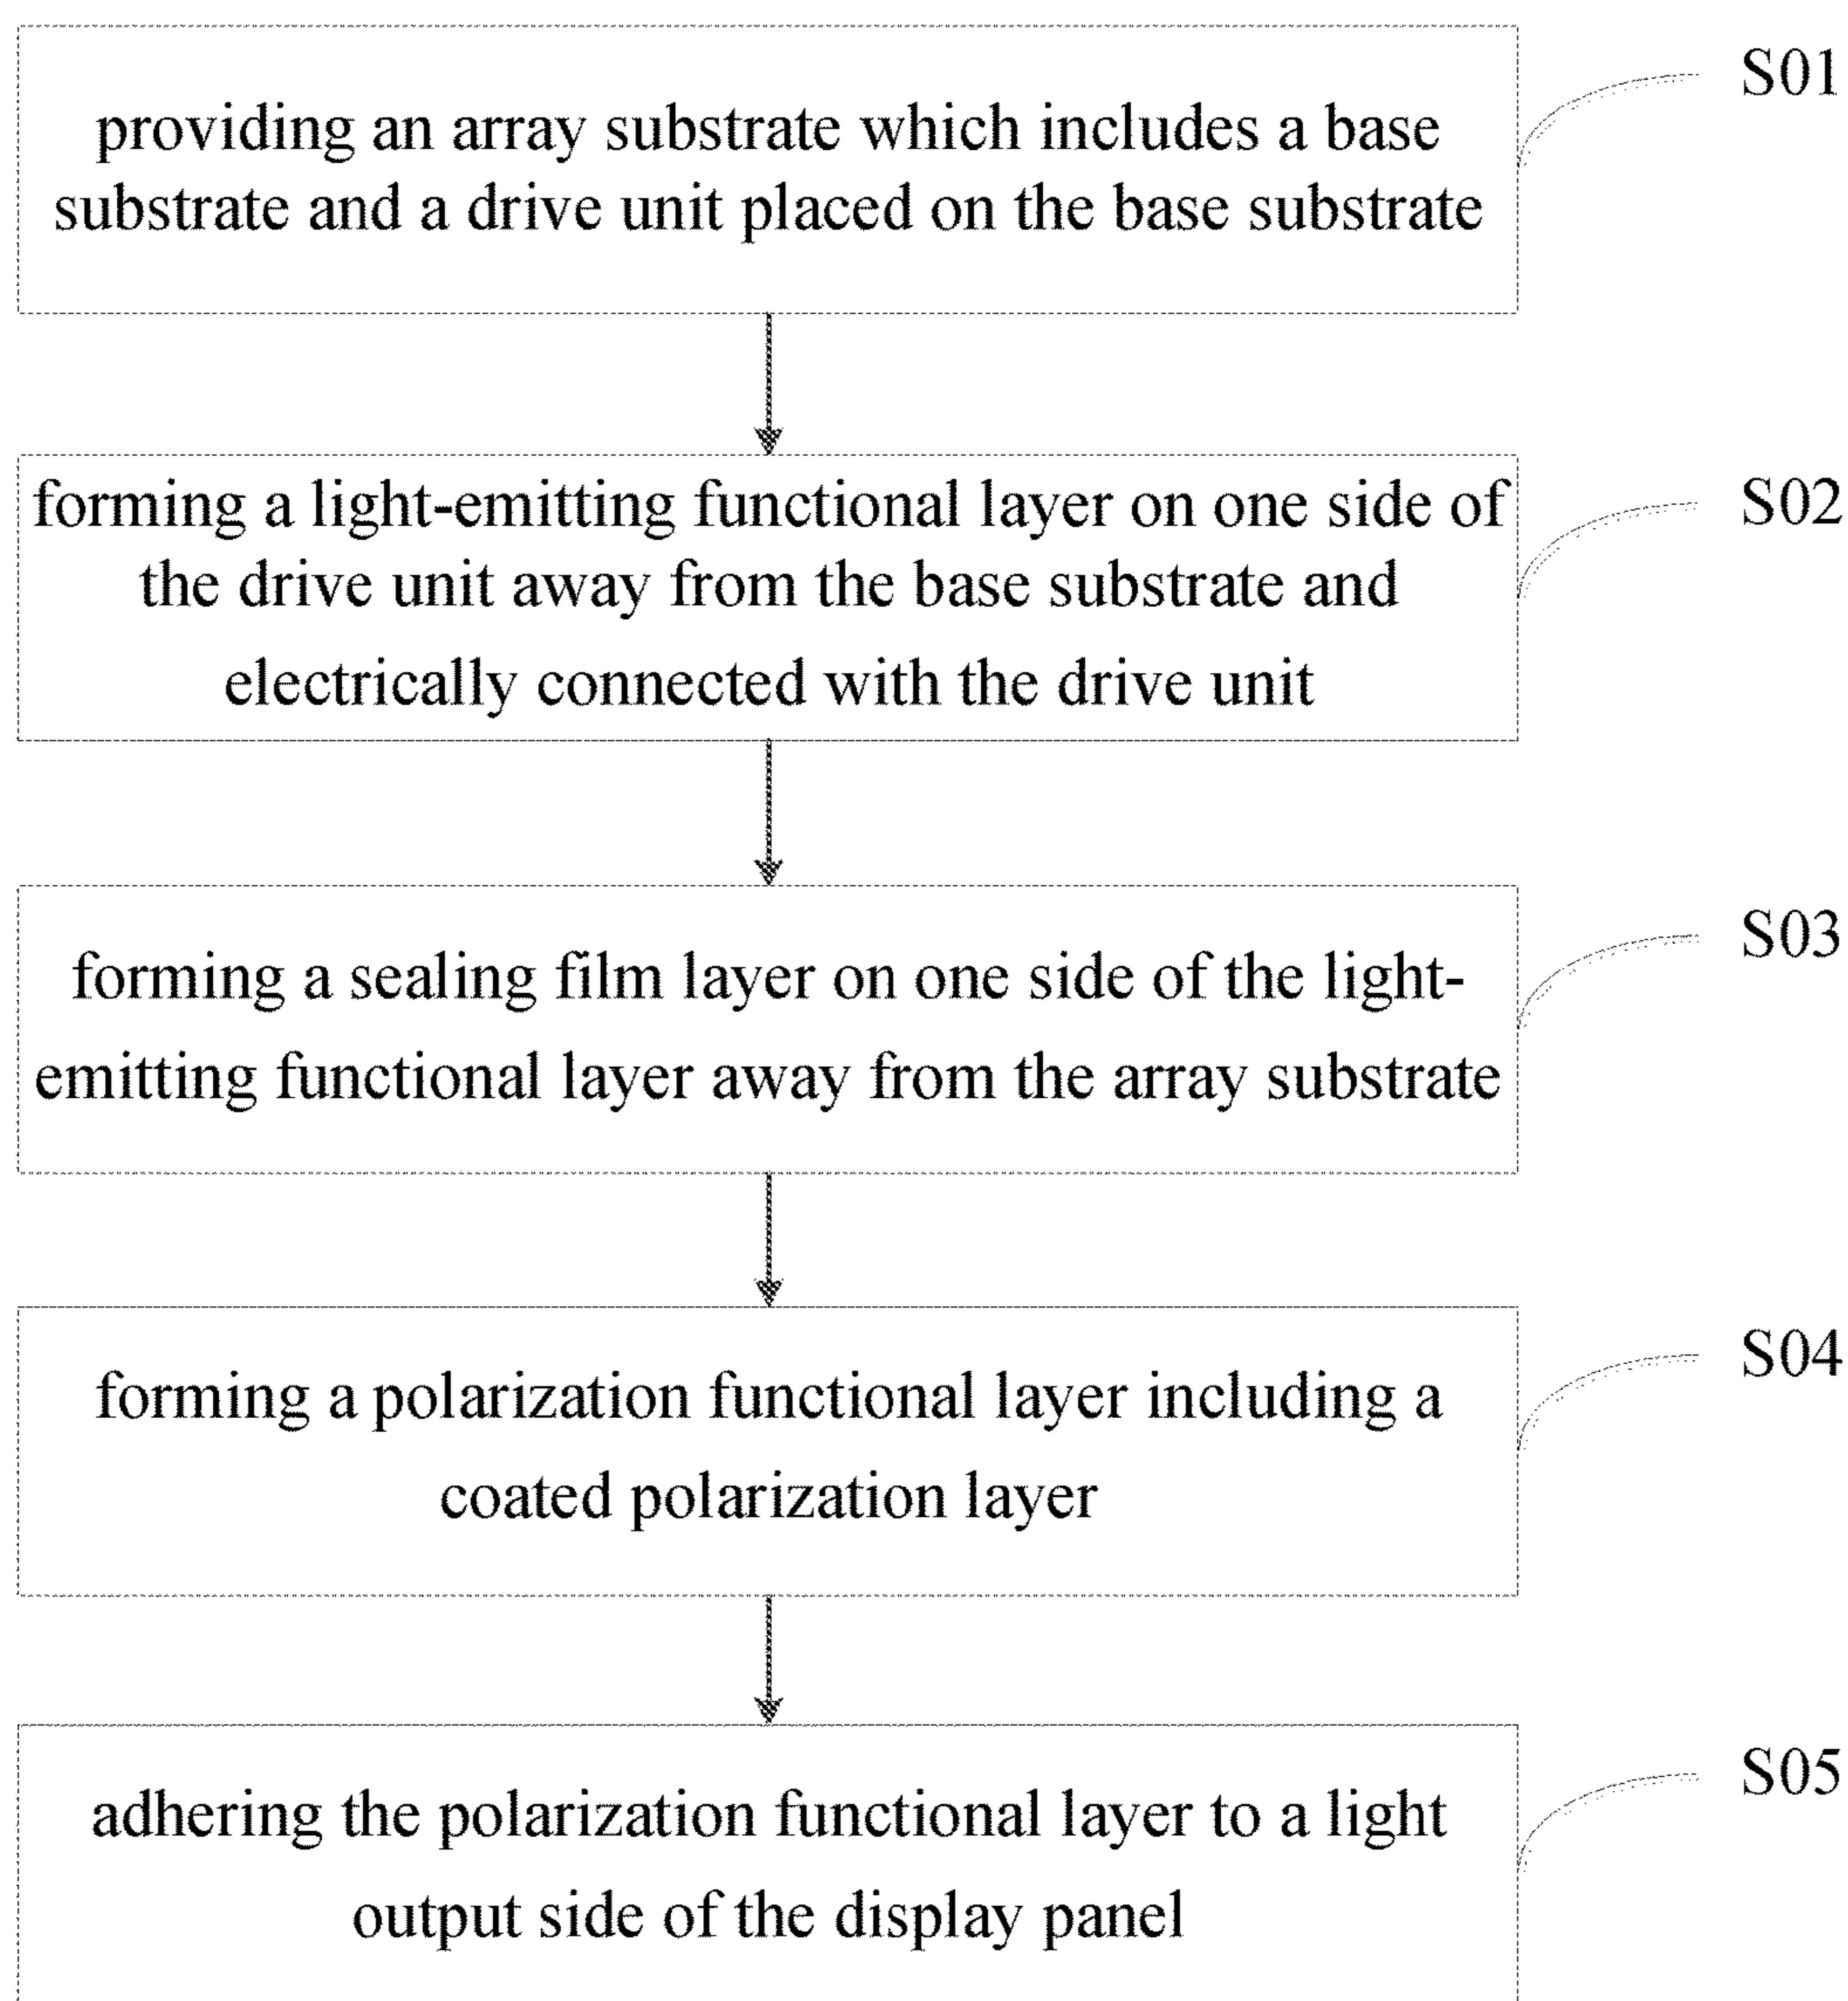 providing an array substrate which includes a base
substrate and a drive unit placed on the base substrate
S01
forming a light-emitting functional layer on one side of
the drive unit away from the base substrate and
electrically connected with the drive unit
S02
forming a sealing film layer on one side of the light-
emitting functional layer away from the array substrate
S03
forming a polarization functional layer including a
coated polarization layer
S04
adhering the polarization functional layer to a light
output side of the display panel
S05